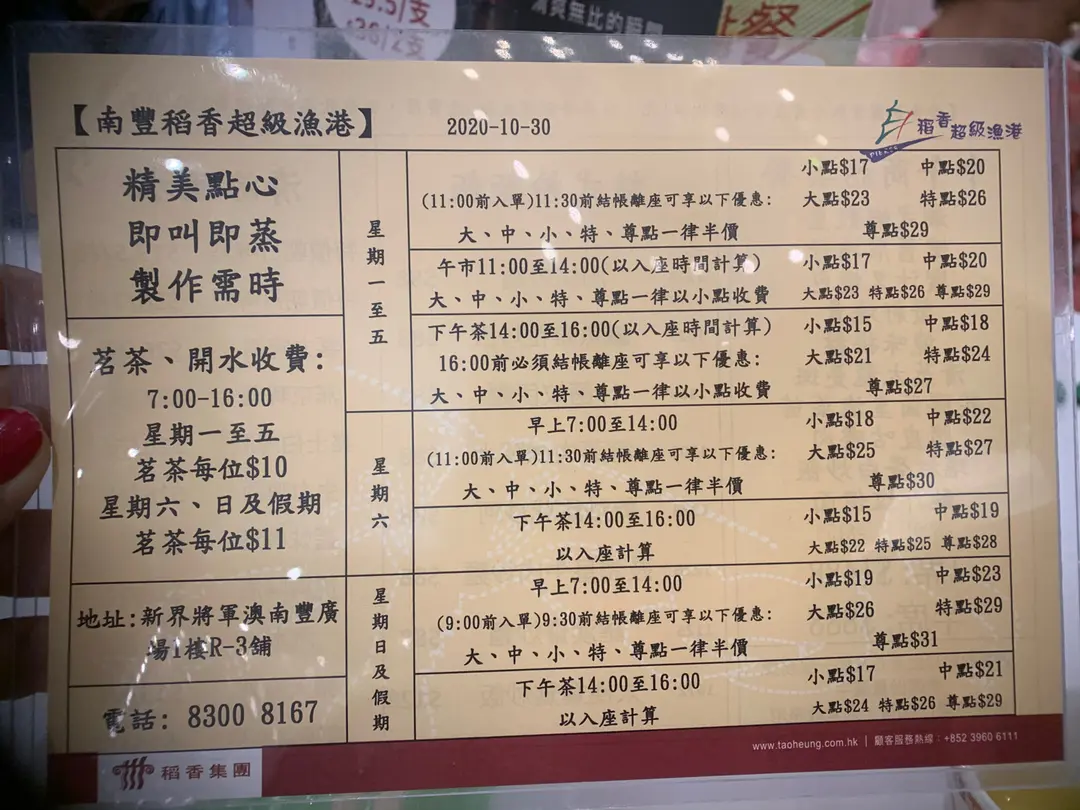 $36/2支
爽無比的
餐
【南豐稻香超級漁港】
2020-10-30
稻香超級漁港
PIER88
精美點心
即叫即蒸
製作需時
茗茶、開水收費:
7:00-16:00
星期一至五
茗茶每位$10
星期六、日及假期
茗茶每位$11
地址:新界將軍澳南豐廣
場1樓R-3舖
電話: 8300 8167
星期一至五
(11:00前入單)11:30前結帳離座可享以下優惠:
大、中、小、特、尊點一律半價
小點$17 中點$20
大點$23 特點$26
尊點$29
午市11:00至14:00(以入座時間計算)
大、中、小、特、尊點一律以小點收費
小點$17 中點$20
大點$23 特點$26 尊點$29
下午茶14:00至16:00(以入座時間計算)
16:00前必須結帳離座可享以下優惠:
大、中、小、特、尊點一律以小點收費
小點$15 中點$18
大點$21 特點$24
尊點$27
星期六
早上7:00至14:00
(11:00前入單)11:30前結帳離座可享以下優惠:
大、中、小、特、尊點一律半價
小點$18 中點$22
大點$25 特點$27
尊點$30
下午茶14:00至16:00
以入座計算
小點$15 中點$19
大點$22 特點$25 尊點$28
星期日及假期
早上7:00至14:00
(9:00前入單)9:30前結帳離座可享以下優惠:
大、中、小、特、尊點一律半價
小點$19 中點$23
大點$26 特點$29
尊點$31
下午茶14:00至16:00
以入座計算
小點$17 中點$21
大點$24 特點$26 尊點$29
稻香集團
www.taoheung.com.hk | 顧客服務熱線：+852 3960 6111